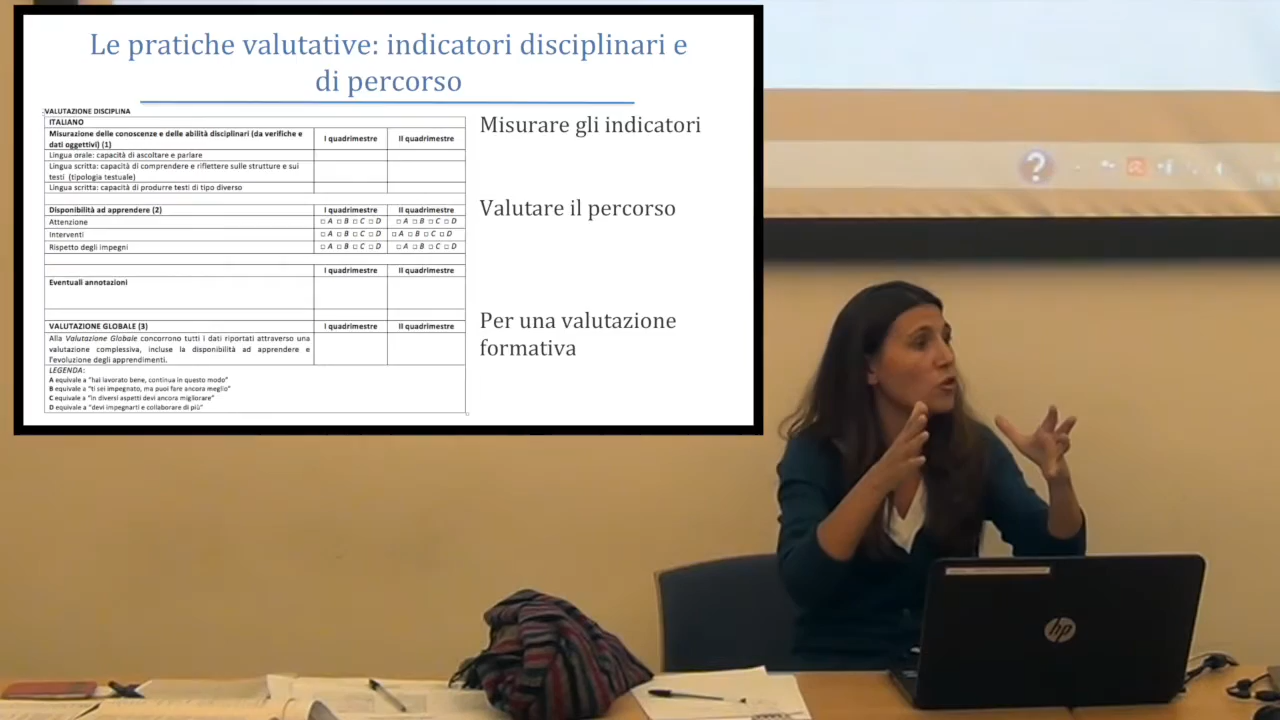 Le pratiche valutative: indicatori disciplinari e
di percorso
VALUTAZIONE DISCIPLINA
ITALIANO
Misurazione delle conoscenze e delle abilità disciplinari (da verifiche e
dati oggettivi) (1)
I quadrimestre
II quadrimestre
Lingua orale: capacità di ascoltare e parlare
Lingua scritta: capacità di comprendere e riflettere sulle strutture e sui
testi (tipologia testuale)
Lingua scritta: capacità di produrre testi di tipo diverso
Disponibilità ad apprendere (2)
I quadrimestre
II quadrimestre
Attenzione
□ A □ B □ C □ D
□ A □ B □ C □ D
Interventi
□ A □ B □ C □ D
□ A □ B □ C □ D
Rispetto degli impegni
□ A □ B □ C □ D
□ A □ B □ C □ D
I quadrimestre
II quadrimestre
Eventuali annotazioni
VALUTAZIONE GLOBALE (3)
I quadrimestre
II quadrimestre
Alla Valutazione Globale concorrono tutti i dati riportati attraverso una
valutazione complessiva, incluse la disponibilità ad apprendere e
l'evoluzione degli apprendimenti.
LEGENDA:
A equivale a "hai lavorato bene, continua in questo modo"
B equivale a "ti sei impegnato, ma puoi fare ancora meglio"
C equivale a "in diversi aspetti devi ancora migliorare"
D equivale a "devi impegnarti e collaborare di più"
Misurare gli indicatori
Valutare il percorso
Per una valutazione
formativa
?
hp